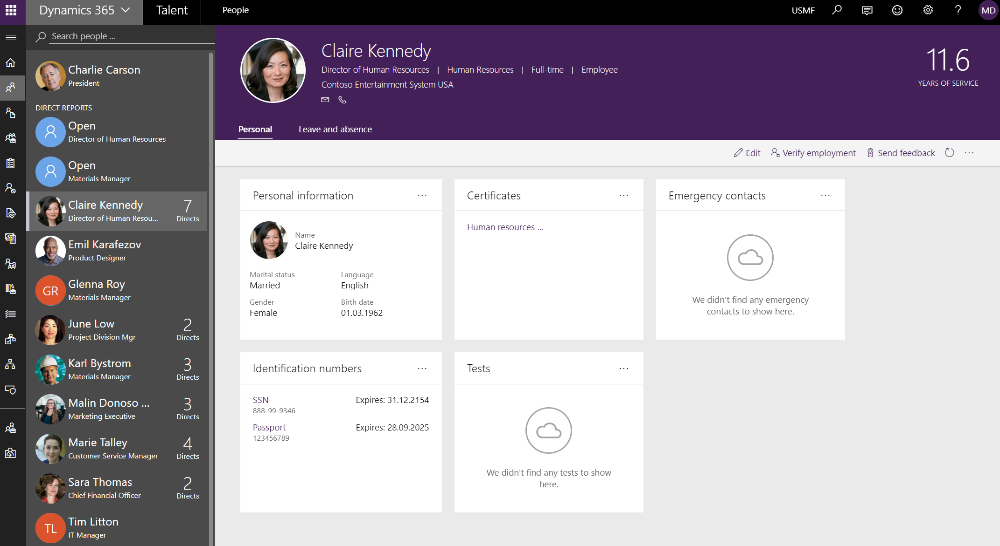 Dynamics 365
Talent
People
USMF
?
MD
Search people ...
Charlie Carson
President
DIRECT REPORTS
Open
Director of Human Resources
Open
Materials Manager
Claire Kennedy
Director of Human Resou...
7
Directs
Emil Karafezov
Product Designer
GR
Glenna Roy
Materials Manager
June Low
Project Division Mgr
2
Directs
Karl Bystrom
Materials Manager
3
Directs
Malin Donoso ...
Marketing Executive
3
Directs
Marie Talley
Customer Service Manager
4
Directs
Sara Thomas
Chief Financial Officer
2
Directs
TL
Tim Litton
IT Manager
Claire Kennedy
Director of Human Resources | Human Resources | Full-time | Employee
Contoso Entertainment System USA
11.6
YEARS OF SERVICE
Personal
Leave and absence
Edit
Verify employment
Send feedback
...
Personal information
...
Name
Claire Kennedy
Marital status
Married
Language
English
Gender
Female
Birth date
01.03.1962
Certificates
...
Human resources ...
Emergency contacts
...
We didn't find any emergency
contacts to show here.
Identification numbers
...
SSN
Expires: 31.12.2154
888-99-9346
Passport
Expires: 28.09.2025
123456789
Tests
...
We didn't find any tests to show
here.